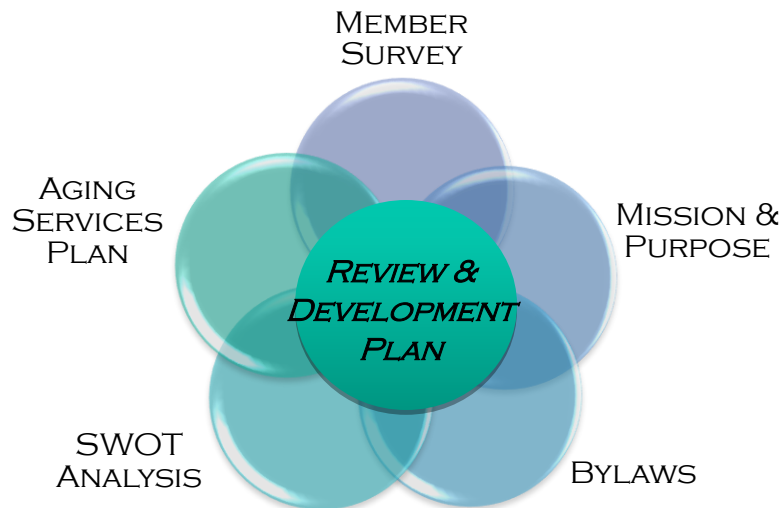 Member
Survey
Mission &
Purpose
Bylaws
SWOT
Analysis
Aging
Services
Plan
Review &
Development
Plan